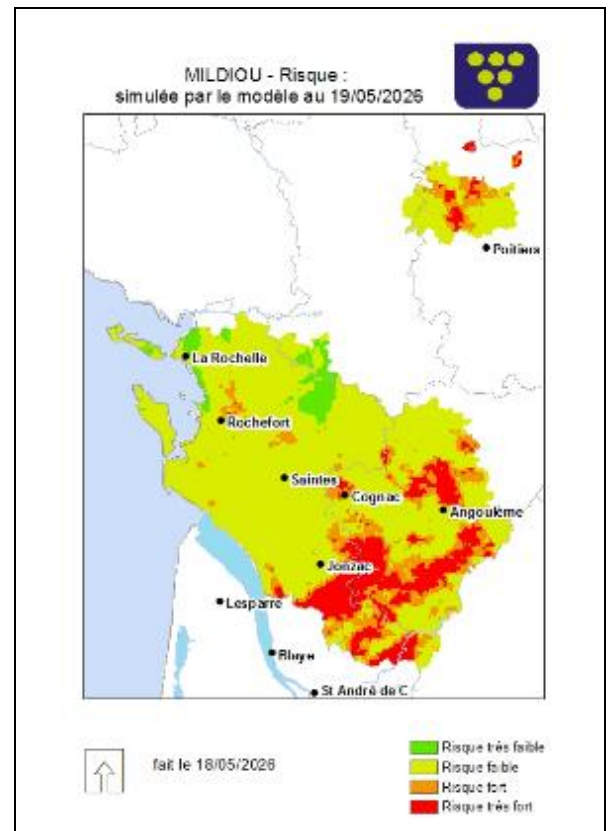 MILDIOU - Risque :
simulée par le modèle au 19/05/2026
Poitiers
La Rochelle
Rochefort
Saintes
Cognac
Angoulême
Jonzac
Lesparre
Blaye
St André de C
fait le 18/05/2026
Risque très faible
Risque faible
Risque fort
Risque très fort